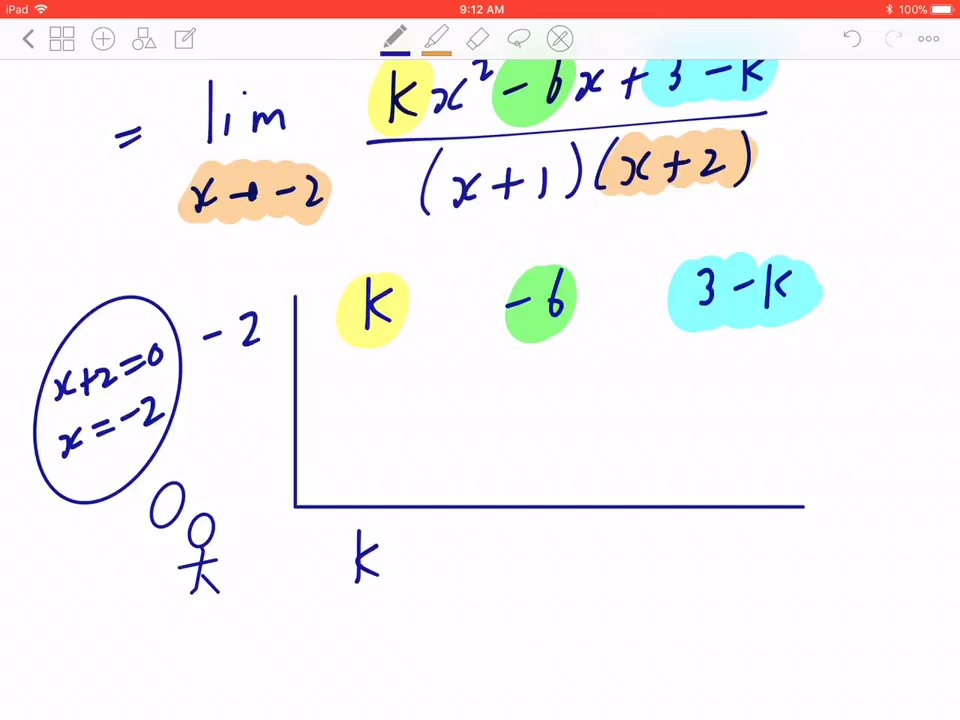 iPad 9:12 AM 100%
kx² - 6x + 3 - k
= lim
x → -2 (x + 1)(x + 2)
k - 6 3 - k
- 2
x + 2 = 0
x = -2
k